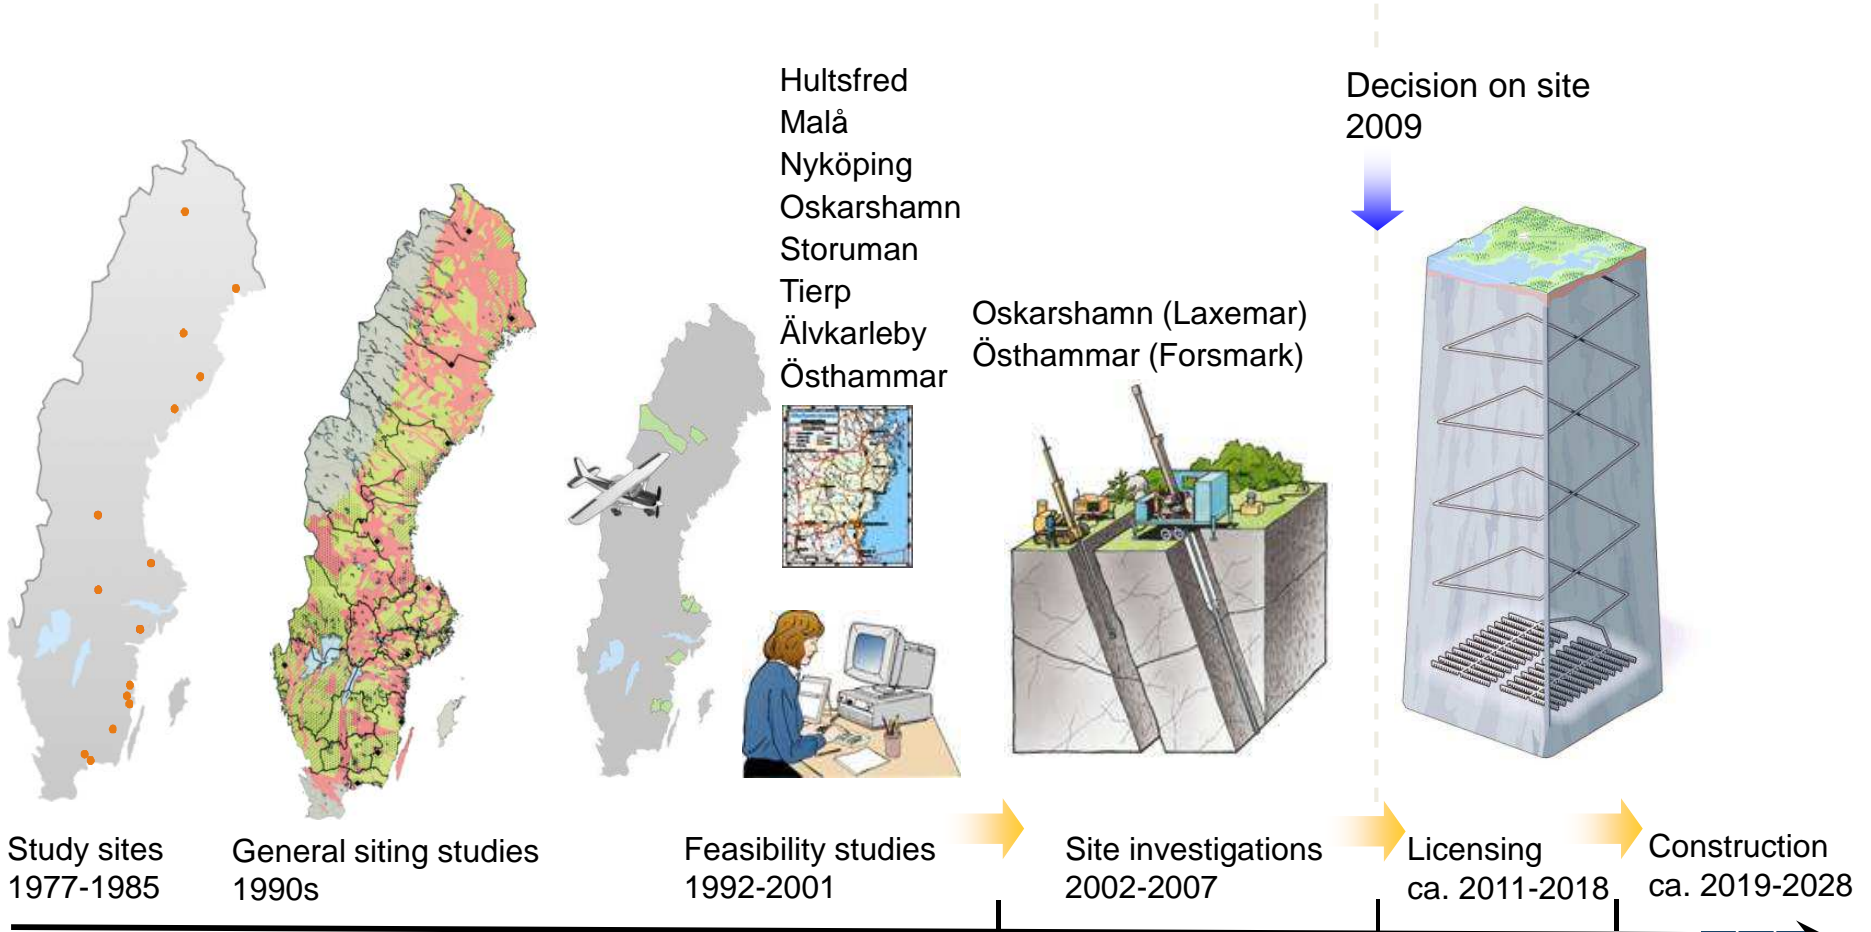 Hultsfred
Malå
Nyköping
Oskarshamn
Storuman
Tierp
Älvkarleby
Östhammar
Oskarshamn (Laxemar)
Östhammar (Forsmark)
Decision on site
2009
Study sites
1977-1985
General siting studies
1990s
Feasibility studies
1992-2001
Site investigations
2002-2007
Licensing
ca. 2011-2018
Construction
ca. 2019-2028